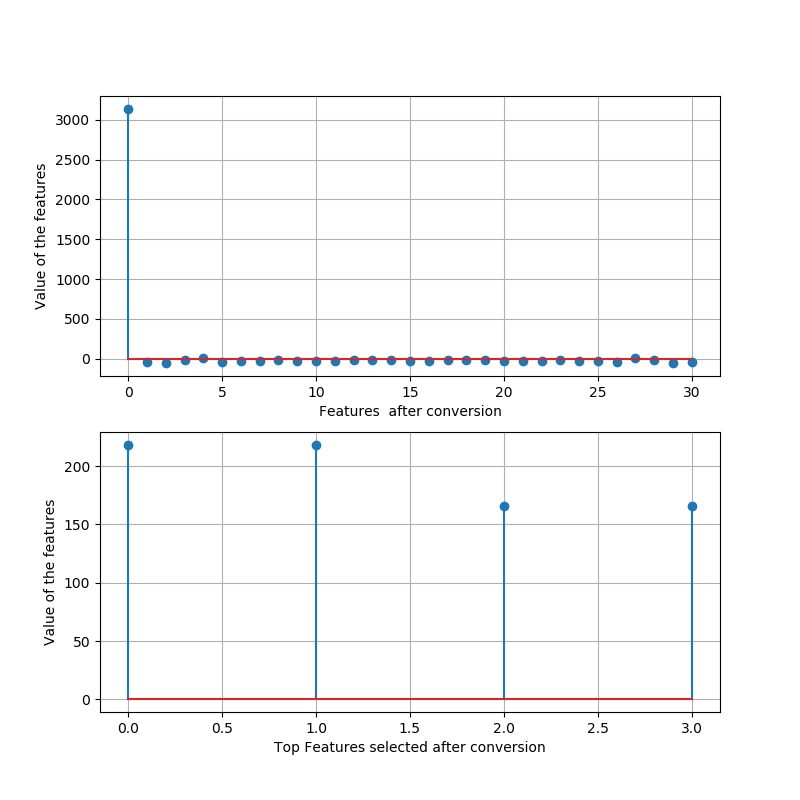 3000
2500
2000
1500
1000
500
0
Value of the features
0 5 10 15 20 25 30
Features  after conversion
200
150
100
50
0
Value of the features
0.0 0.5 1.0 1.5 2.0 2.5 3.0
Top Features selected after conversion